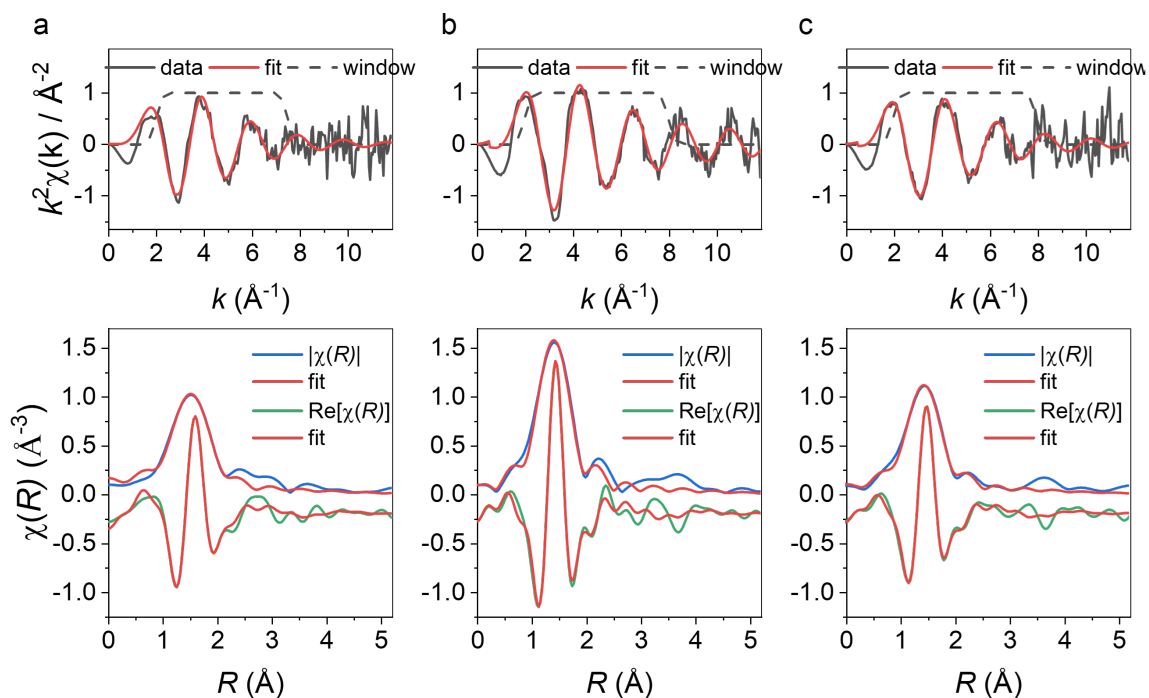 a
b
c
data fit window
data fit window
data fit window
k²χ(k) / Å⁻²
1
0
-1
1
0
-1
1
0
-1
0 2 4 6 8 10
0 2 4 6 8 10
0 2 4 6 8 10
k (Å⁻¹)
k (Å⁻¹)
k (Å⁻¹)
χ(R) (Å⁻³)
1.5
1.0
0.5
0.0
-0.5
-1.0
|χ(R)|
fit
Re[χ(R)]
fit
1.5
1.0
0.5
0.0
-0.5
-1.0
|χ(R)|
fit
Re[χ(R)]
fit
1.5
1.0
0.5
0.0
-0.5
-1.0
|χ(R)|
fit
Re[χ(R)]
fit
0 1 2 3 4 5
0 1 2 3 4 5
0 1 2 3 4 5
R (Å)
R (Å)
R (Å)